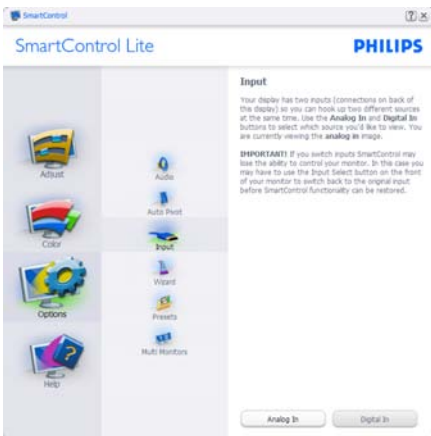 SmartControl
SmartControl Lite
PHILIPS
Adjust
Color
Options
Help
Audio
Auto Pivot
Input
Wizard
Presets
Multi Monitors
Input
Your display has two inputs (connections on back of
the display) so you can hook up two different sources
at the same time. Use the Analog In and Digital In
buttons to select which source you'd like to view. You
are currently viewing the analog in image.
IMPORTANT! If you switch inputs SmartControl may
lose the ability to control your monitor. In this case you
may have to use the Input Select button on the front
of your monitor to switch back to the original input
before SmartControl functionality can be restored.
Analog In
Digital In